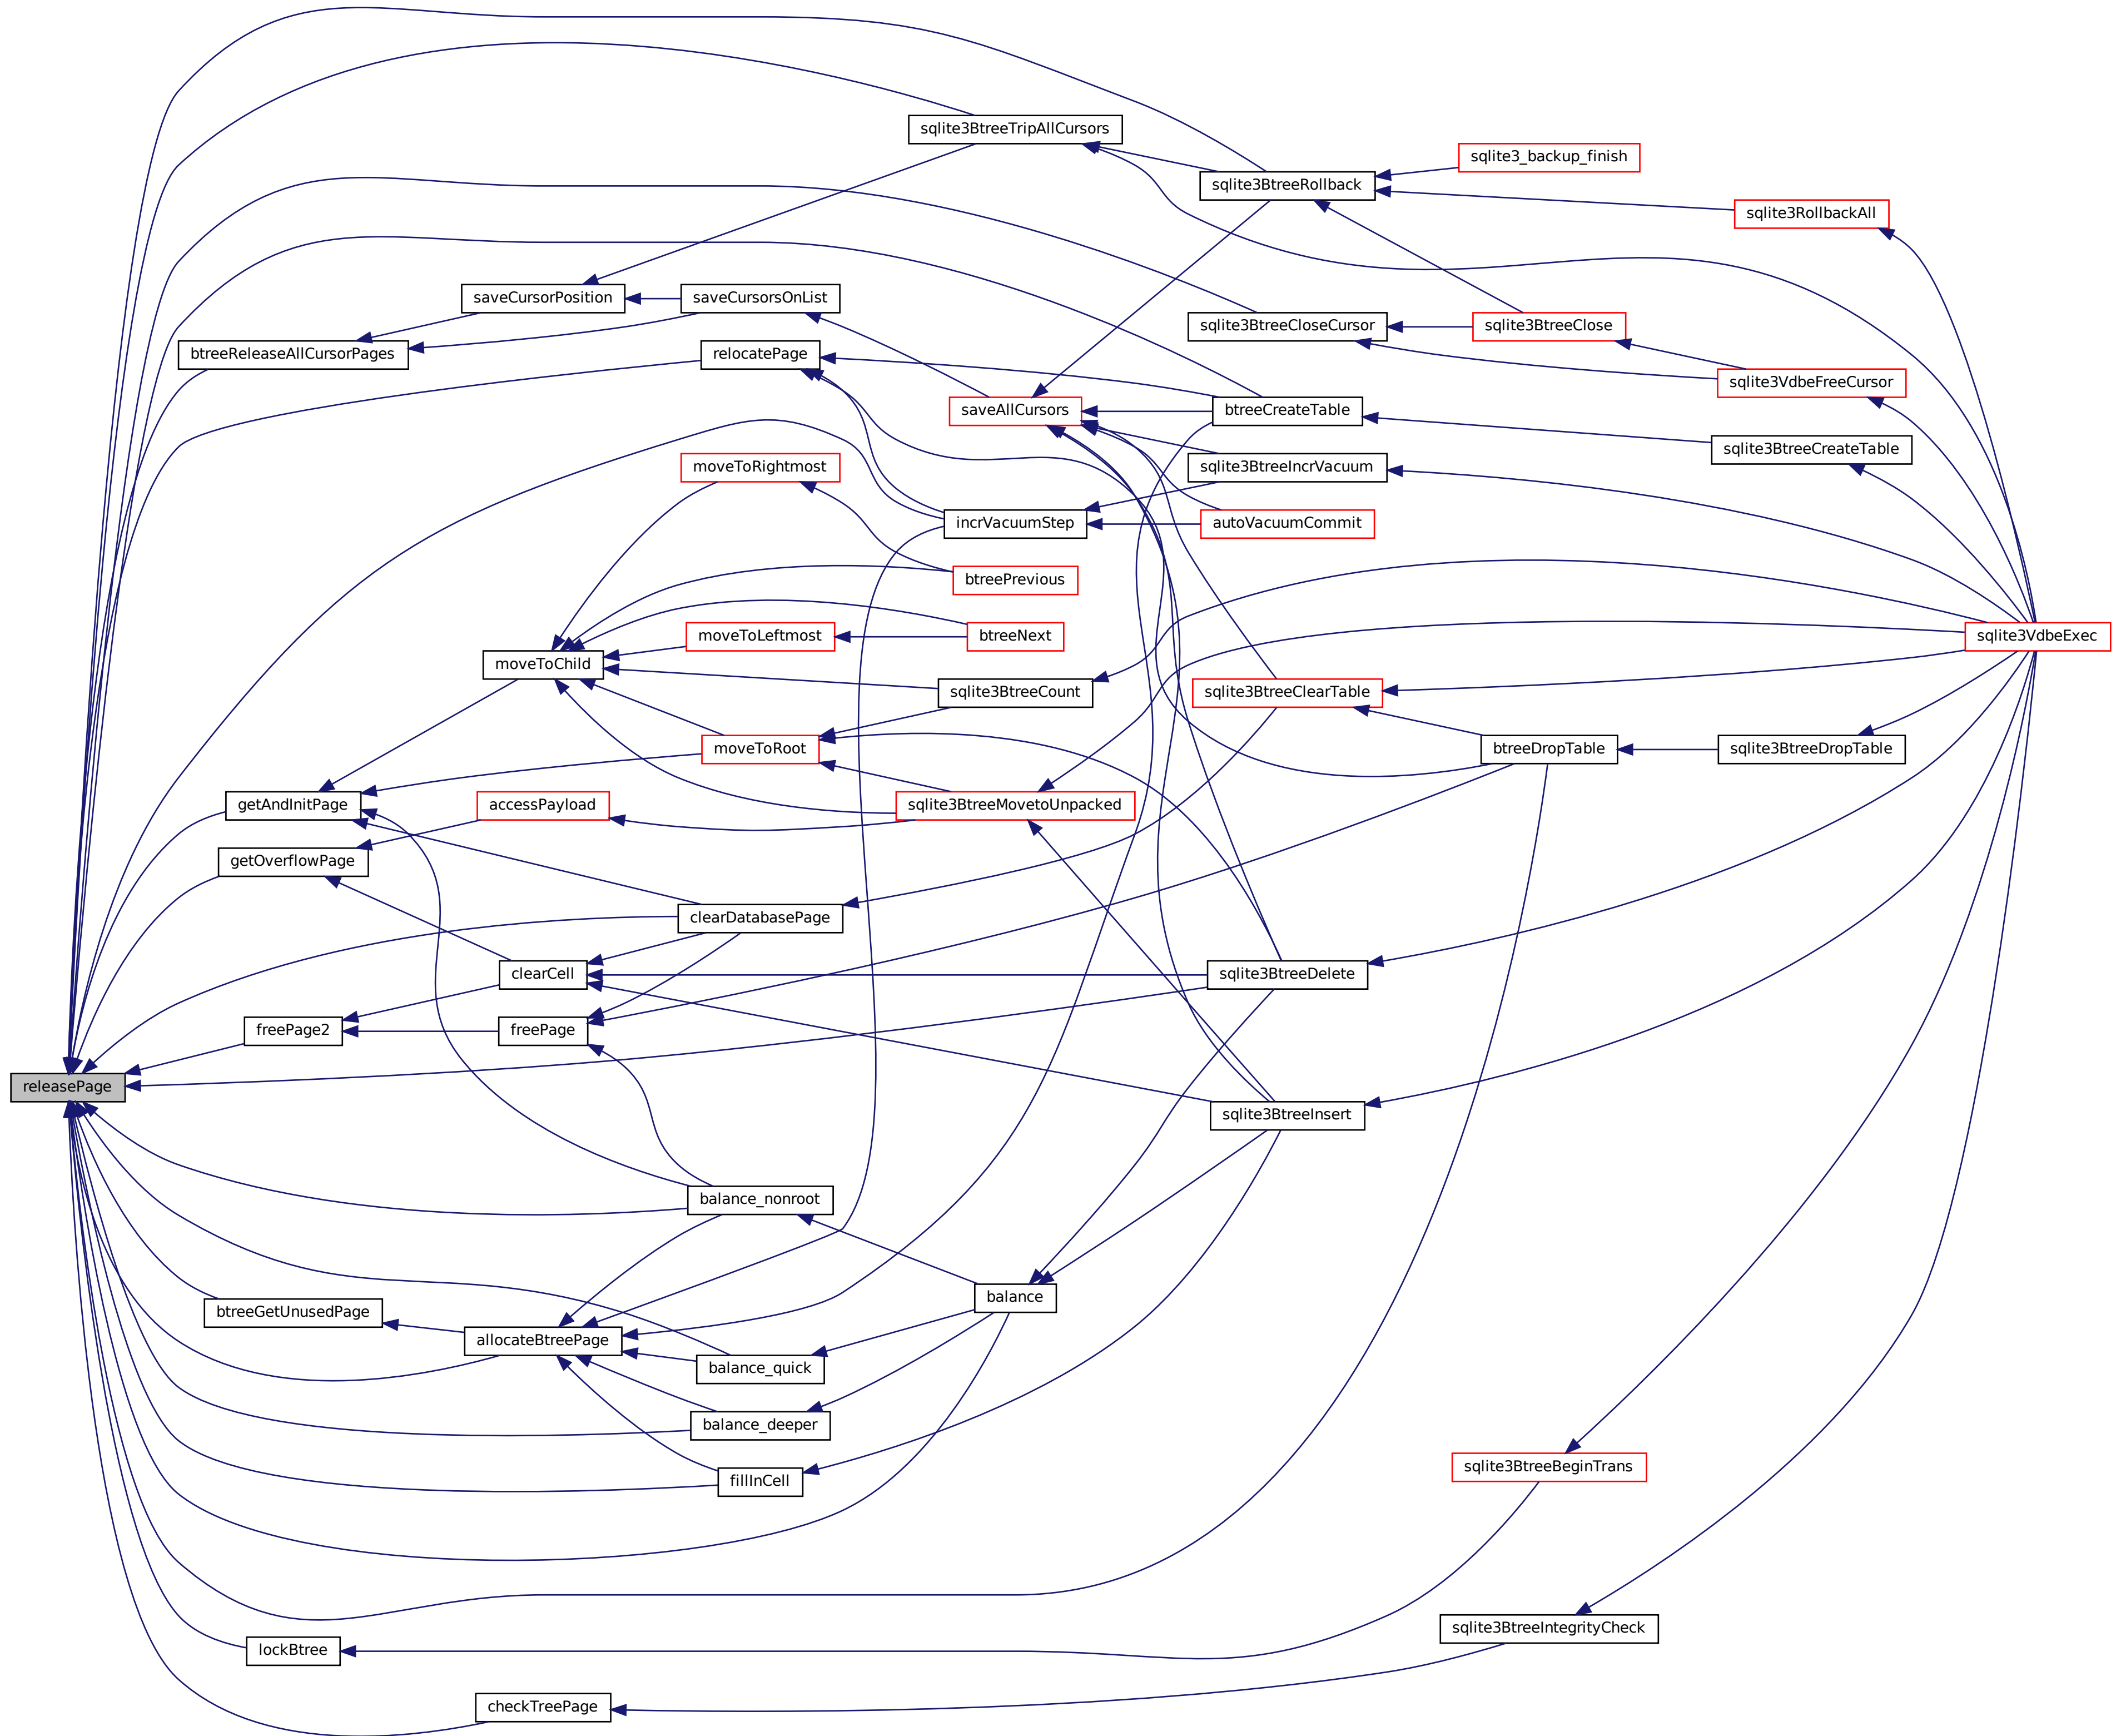 sqlite3BtreeTripAllCursors
sqlite3_backup_finish
sqlite3BtreeRollback
sqlite3RollbackAll
saveCursorPosition
saveCursorsOnList
sqlite3BtreeCloseCursor
sqlite3BtreeClose
btreeReleaseAllCursorPages
relocatePage
sqlite3VdbeFreeCursor
saveAllCursors
btreeCreateTable
sqlite3BtreeCreateTable
moveToRightmost
sqlite3BtreeIncrVacuum
incrVacuumStep
autoVacuumCommit
btreePrevious
moveToLeftmost
btreeNext
sqlite3VdbeExec
moveToChild
sqlite3BtreeCount
sqlite3BtreeClearTable
moveToRoot
btreeDropTable
sqlite3BtreeDropTable
getAndInitPage
accessPayload
sqlite3BtreeMovetoUnpacked
getOverflowPage
clearDatabasePage
clearCell
sqlite3BtreeDelete
freePage2
freePage
releasePage
sqlite3BtreeInsert
balance_nonroot
balance
btreeGetUnusedPage
allocateBtreePage
balance_quick
balance_deeper
fillInCell
sqlite3BtreeBeginTrans
sqlite3BtreeIntegrityCheck
lockBtree
checkTreePage